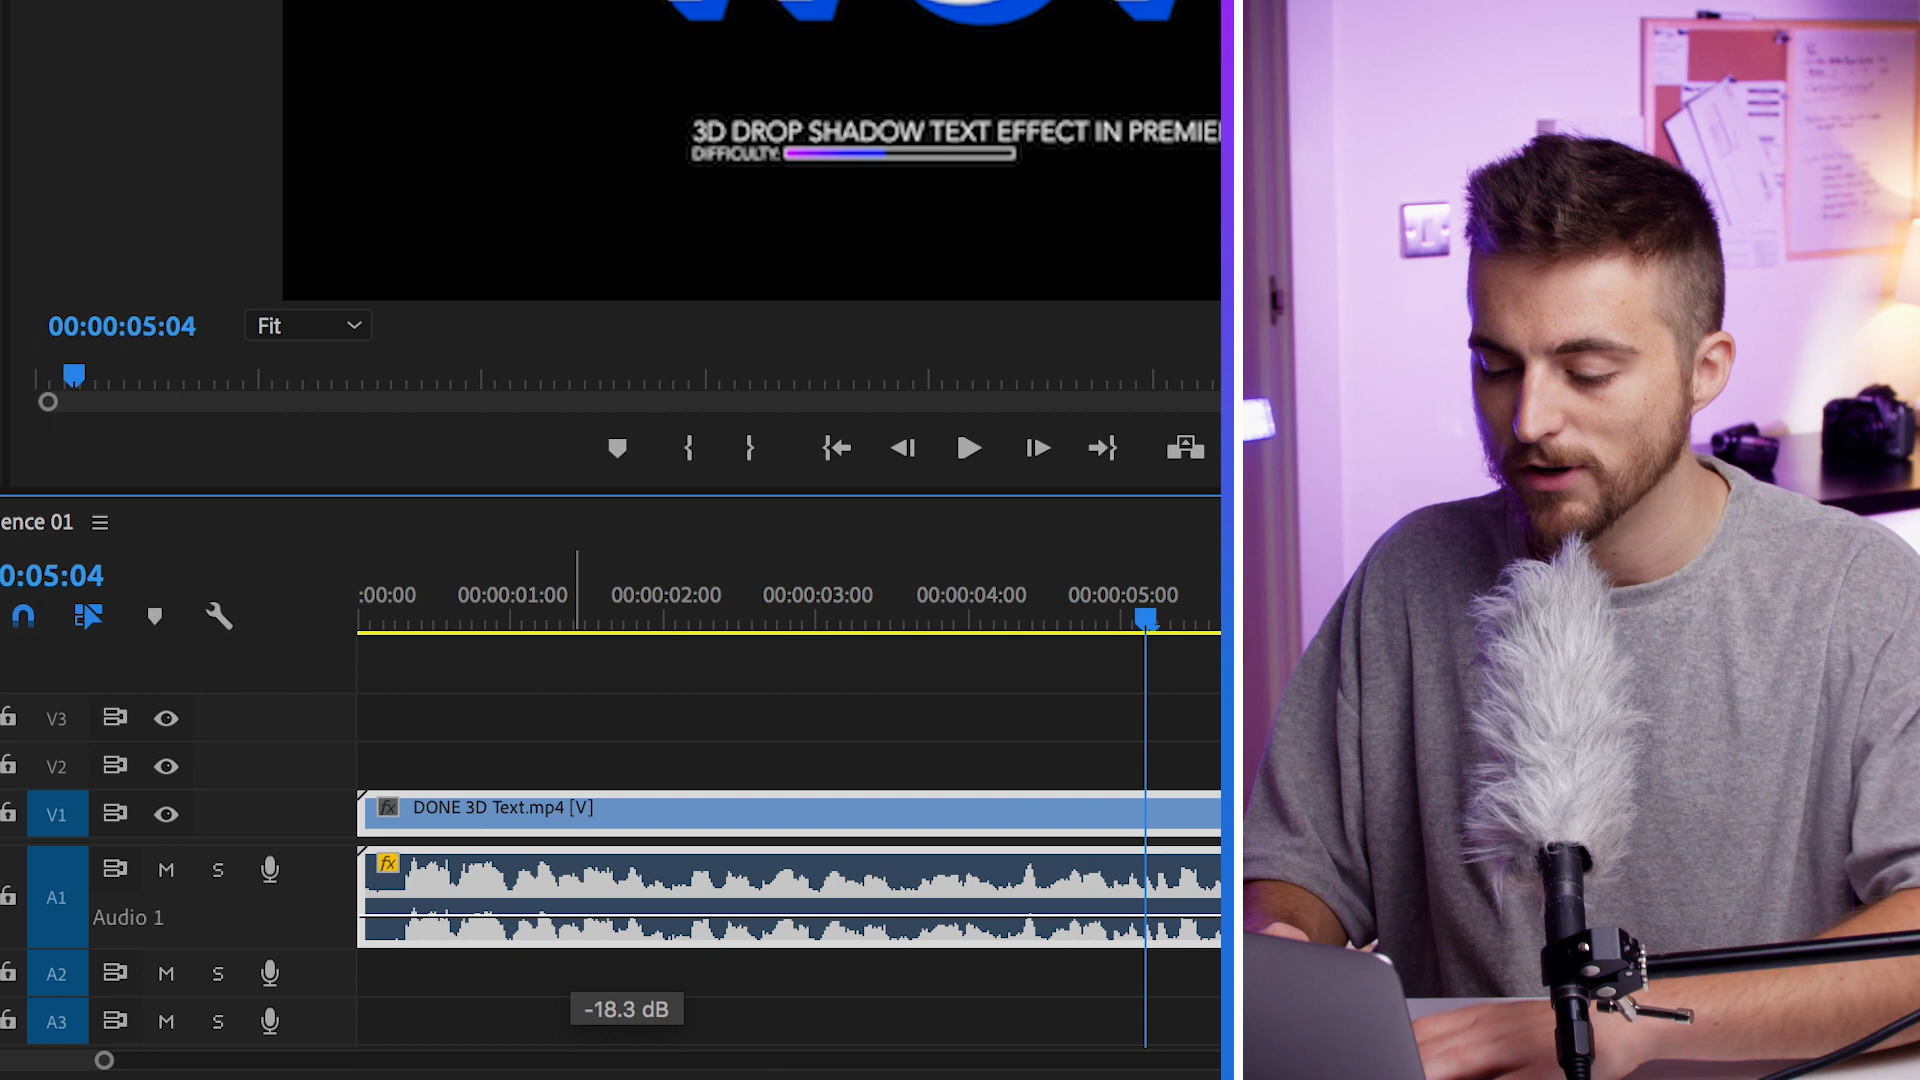 3D DROP SHADOW TEXT EFFECT IN PREMIE
DIFFICULTY:
00:00:05:04
Fit
ence 01
0:05:04
:00:00
00:00:01:00
00:00:02:00
00:00:03:00
00:00:04:00
00:00:05:00
V3
V2
V1
fx DONE 3D Text.mp4 [V]
A1
M
S
fx
Audio 1
A2
M
S
-18.3 dB
A3
M
S